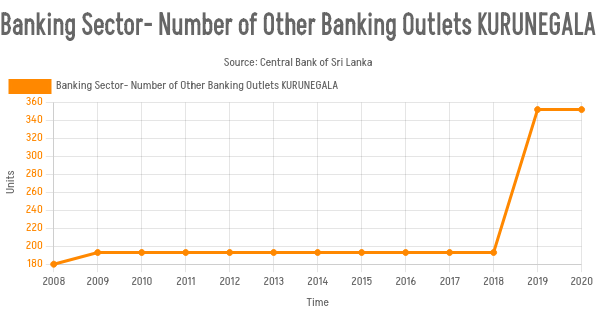 Banking Sector- Number of Other Banking Outlets KURUNEGALA
Source: Central Bank of Sri Lanka
Banking Sector- Number of Other Banking Outlets KURUNEGALA
360
340
320
300
280
260
240
220
200
180
Units
2008 2009 2010 2011 2012 2013 2014 2015 2016 2017 2018 2019 2020
Time